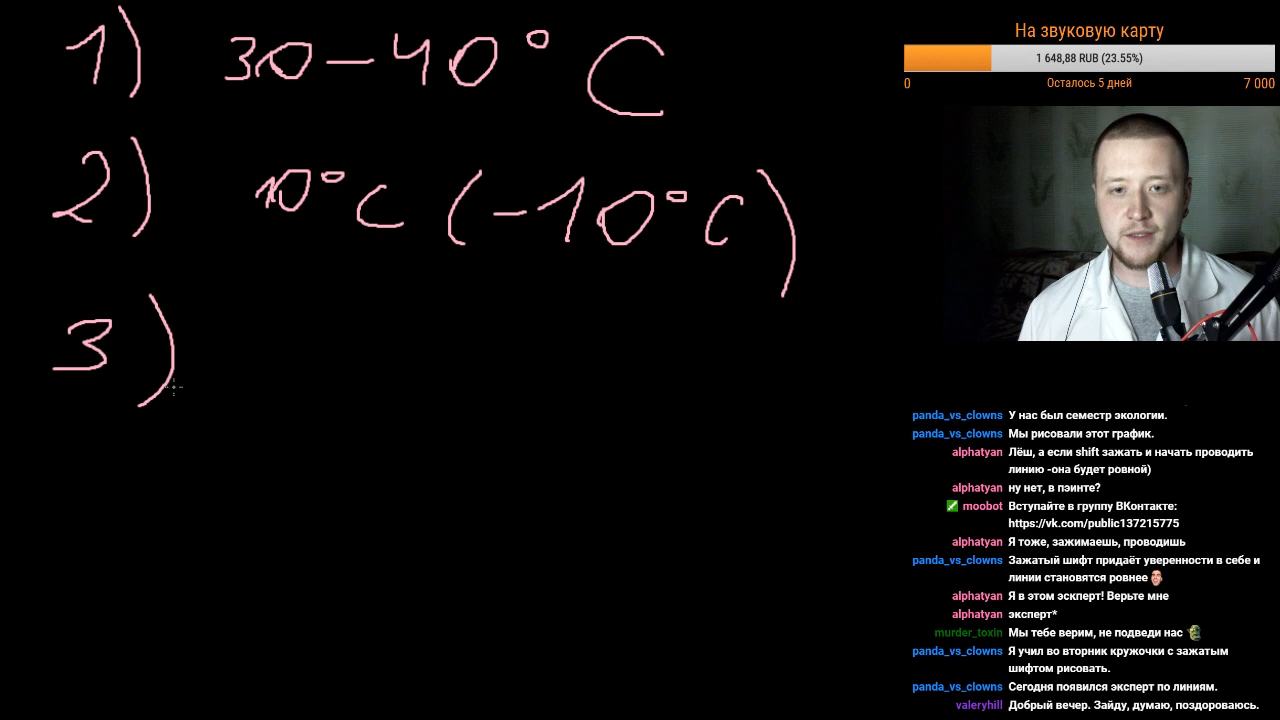 1) 30-40° C
2) 10° C (-10° C)
3)
На звуковую карту
1 648,88 RUB (23.55%)
0 Осталось 5 дней 7 000
panda_vs_clowns У нас был семестр экологии.
panda_vs_clowns Мы рисовали этот график.
alphatyan Лёш, а если shift зажать и начать проводить
линию -она будет ровной)
alphatyan ну нет, в пэинте?
moobot Вступайте в группу ВКонтакте:
https://vk.com/public137215775
alphatyan Я тоже, зажимаешь, проводишь
panda_vs_clowns Зажатый шифт придаёт уверенности в себе и
линии становятся ровнее
alphatyan Я в этом эскперт! Верьте мне
alphatyan эксперт*
murder_toxin Мы тебе верим, не подведи нас
panda_vs_clowns Я учил во вторник кружочки с зажатым
шифтом рисовать.
panda_vs_clowns Сегодня появился эксперт по линиям.
valeryhill Добрый вечер. Зайду, думаю, поздороваюсь.